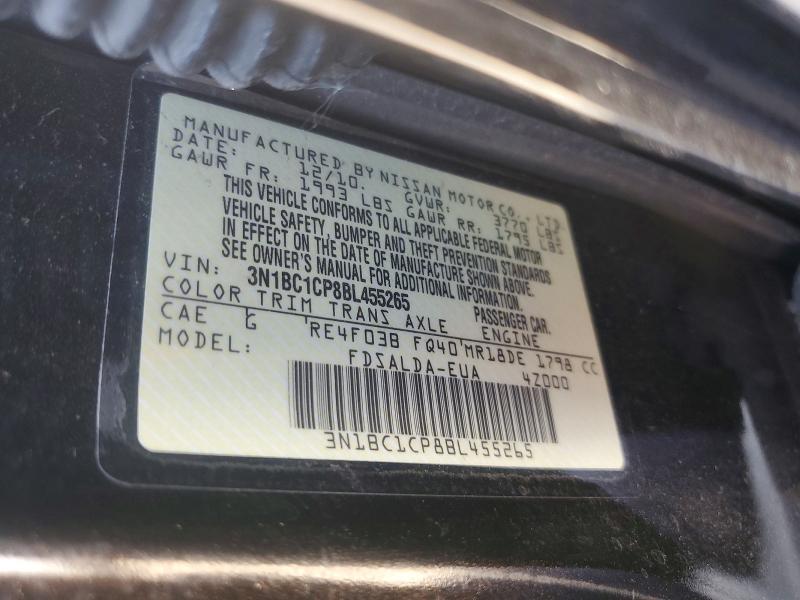 MANUFACTURED BY NISSAN MOTOR CO., LTD.
DATE: 12/10. GVWR: 3770 LBS
GAWR FR: 1993 LBS GAWR RR: 1795 LBS
THIS VEHICLE CONFORMS TO ALL APPLICABLE FEDERAL MOTOR
VEHICLE SAFETY, BUMPER AND THEFT PREVENTION STANDARDS
IN EFFECT ON THE DATE OF MANUFACTURE SHOWN ABOVE.
SEE OWNER'S MANUAL FOR ADDITIONAL INFORMATION.
VIN: 3N1BC1CP8BL455265 PASSENGER CAR.
COLOR TRIM TRANS AXLE ENGINE
CAE G RE4F03B FQ40 MR18DE 1798 CC
MODEL: FDSALDA-EUA 4Z000
3N1BC1CP8BL455265